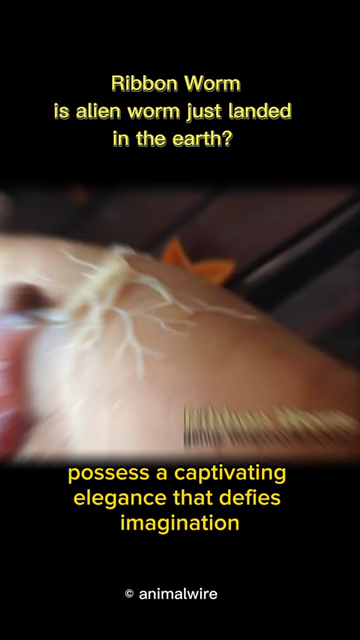 Ribbon Worm
is alien worm just landed
in the earth?
possess a captivating
elegance that defies
imagination
© animalwire